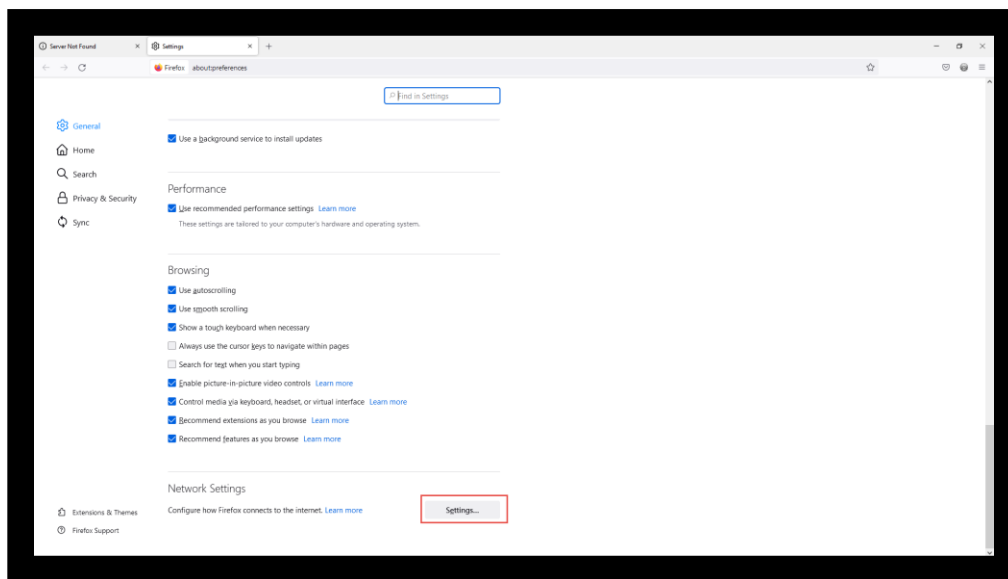 Server Not Found
Settings
Firefox about:preferences
Find in Settings
General
Home
Search
Privacy & Security
Sync
Use a background service to install updates
Performance
Use recommended performance settings Learn more
These settings are tailored to your computer's hardware and operating system.
Browsing
Use autoscrolling
Use smooth scrolling
Show a touch keyboard when necessary
Always use the cursor keys to navigate within pages
Search for text when you start typing
Enable picture-in-picture video controls Learn more
Control media via keyboard, headset, or virtual interface Learn more
Recommend extensions as you browse Learn more
Recommend features as you browse Learn more
Network Settings
Configure how Firefox connects to the internet. Learn more
Settings...
Extensions & Themes
Firefox Support